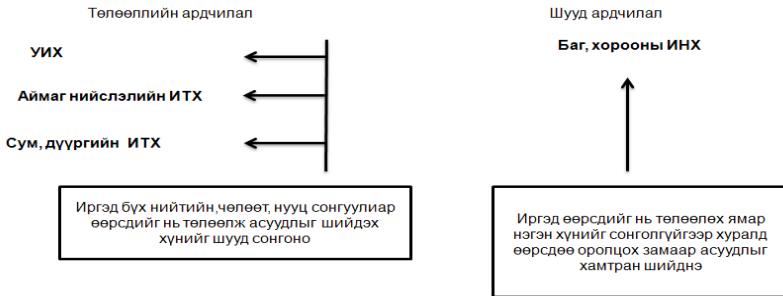 Төлөөллийн ардчилал
УИХ
Аймаг нийслэлийн ИТХ
Сум, дүүргийн ИТХ
Иргэд бүх нийтийн,чөлөөт, нууц сонгуулиар
өөрсдийг нь төлөөлж асуудлыг шийдэх
хүнийг шууд сонгоно
Шууд ардчилал
Баг, хорооны ИНХ
Иргэд өөрсдийг нь төлөөлөх ямар
нэгэн хүнийг сонголгүйгээр хуралд
өөрсдөө оролцох замаар асуудлыг
хамтран шийднэ